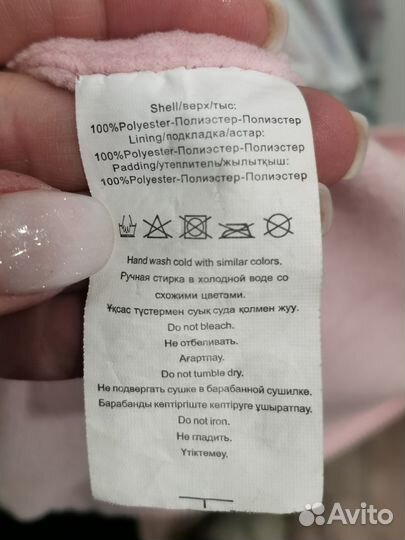 Shell/верх/тыс:
100%Polyester-Полиэстер-Полиэстер
Lining/подкладка/астар:
100%Polyester-Полиэстер-Полиэстер
Padding/утеплитель/жылытқыш:
100%Polyester-Полиэстер-Полиэстер
Hand wash cold with similar colors.
Ручная стирка в холодной воде со
схожими цветами.
Ұқсас түстермен суық суда қолмен жуу.
Do not bleach.
Не отбеливать.
Ағартпау.
Do not tumble dry.
Не подвергать сушке в барабанной сушилке.
Барабанды кептіргіште кептіруге ұшыратпау.
Do not iron.
Не гладить.
Үтіктемеу.
Avito